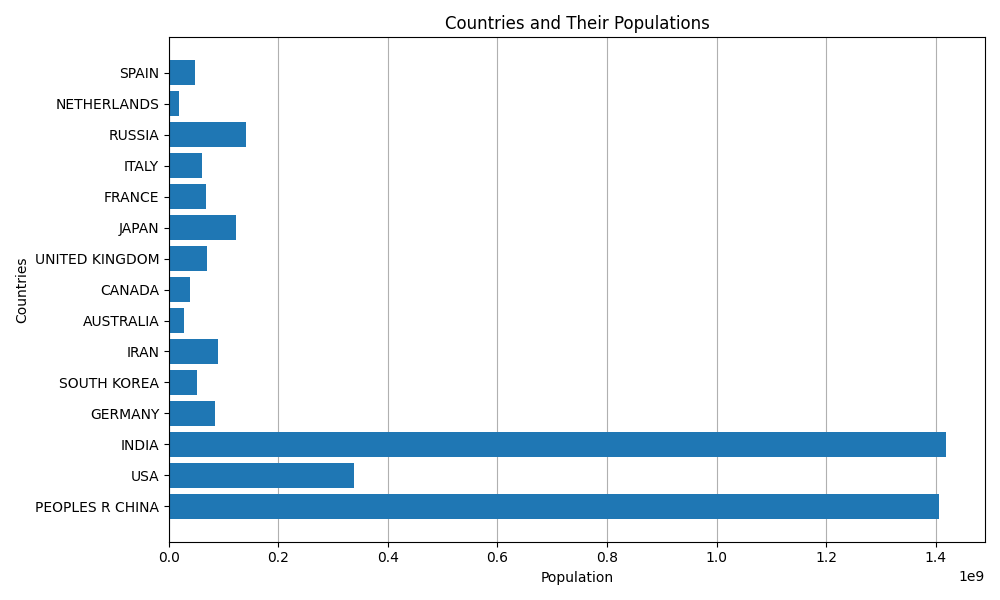 Countries and Their Populations
Countries
SPAIN
NETHERLANDS
RUSSIA
ITALY
FRANCE
JAPAN
UNITED KINGDOM
CANADA
AUSTRALIA
IRAN
SOUTH KOREA
GERMANY
INDIA
USA
PEOPLES R CHINA
0.0 0.2 0.4 0.6 0.8 1.0 1.2 1.4
1e9
Population